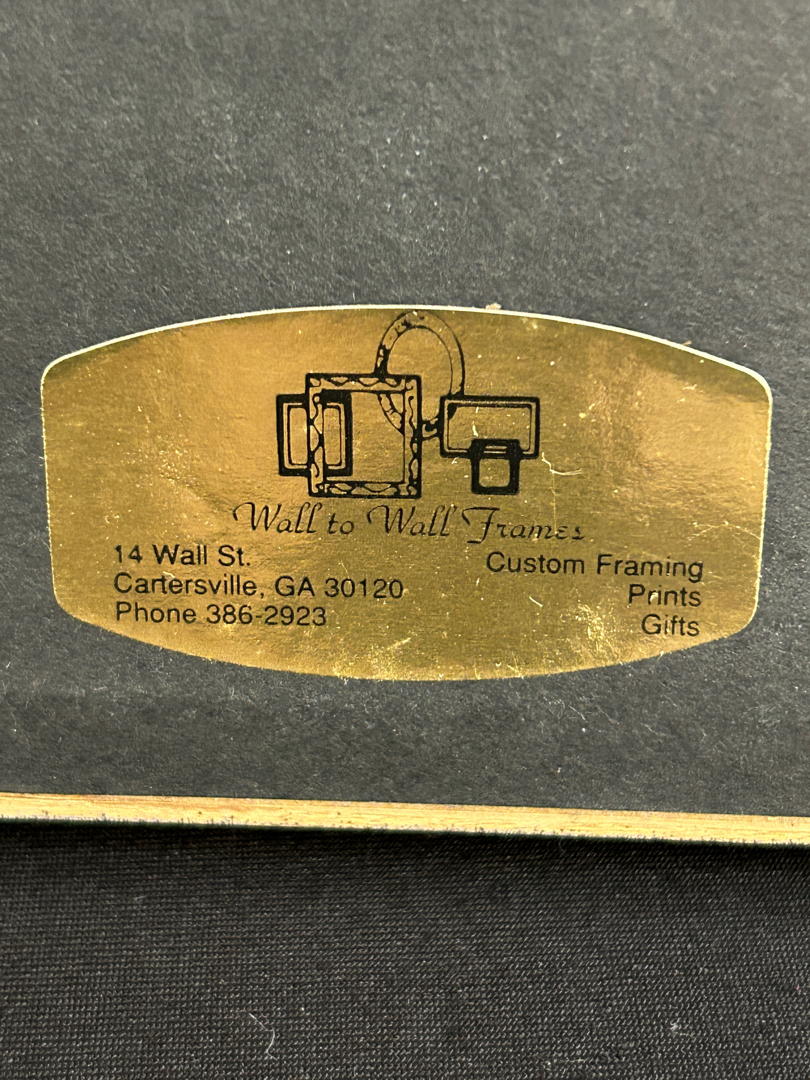 Wall to Wall Frames
14 Wall St.
Cartersville, GA 30120
Phone 386-2923
Custom Framing
Prints
Gifts